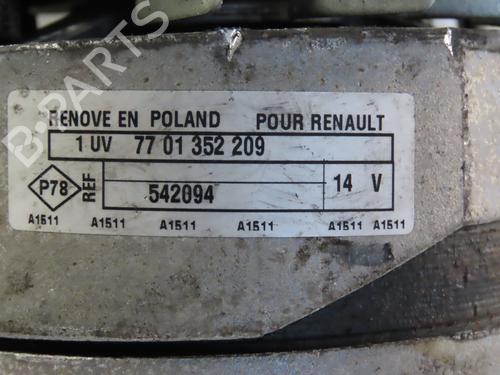 RENOVE EN POLAND POUR RENAULT
1 UV 77 01 352 209
P78 REF 542094 14 V
A1511 A1511 A1511 A1511 A1511 A1511
B-PARTS